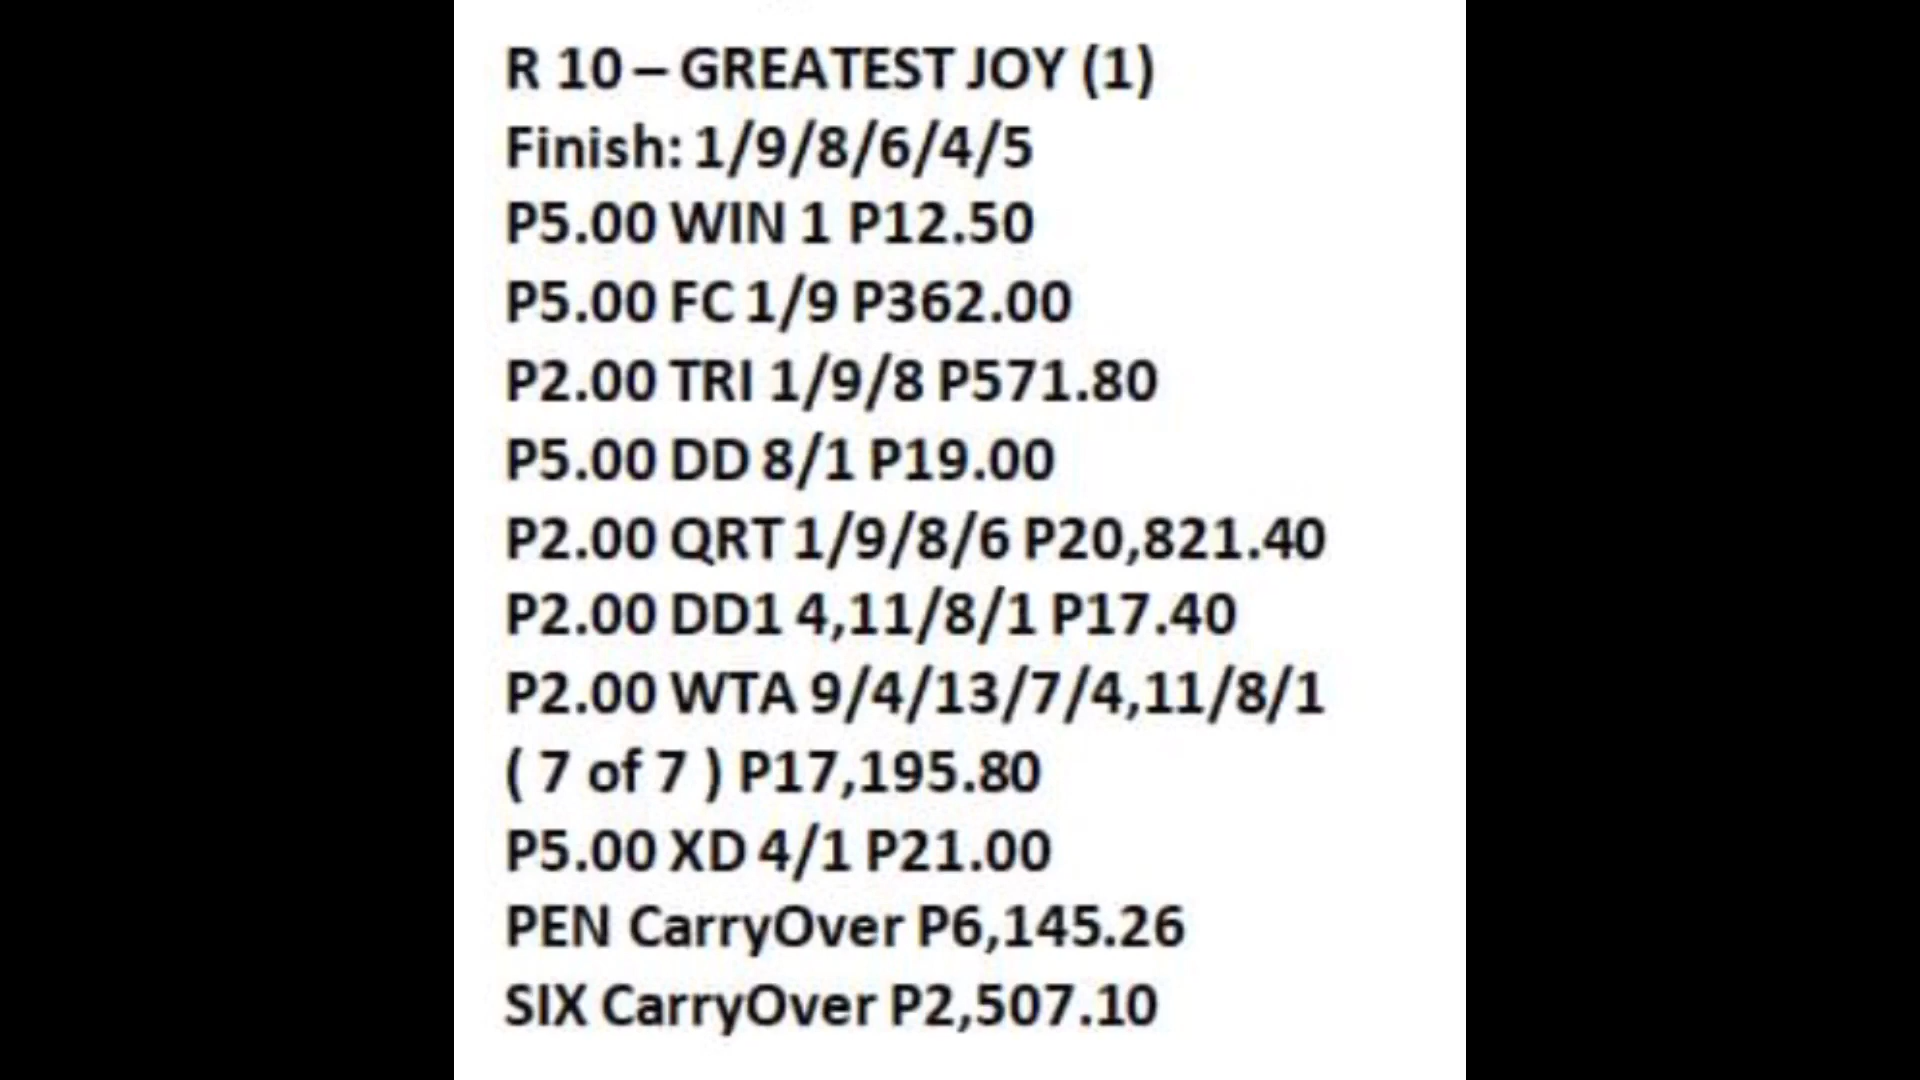 R 10 – GREATEST JOY (1)
Finish: 1/9/8/6/4/5
P5.00 WIN 1 P12.50
P5.00 FC 1/9 P362.00
P2.00 TRI 1/9/8 P571.80
P5.00 DD 8/1 P19.00
P2.00 QRT 1/9/8/6 P20,821.40
P2.00 DD1 4,11/8/1 P17.40
P2.00 WTA 9/4/13/7/4,11/8/1
( 7 of 7 ) P17,195.80
P5.00 XD 4/1 P21.00
PEN CarryOver P6,145.26
SIX CarryOver P2,507.10